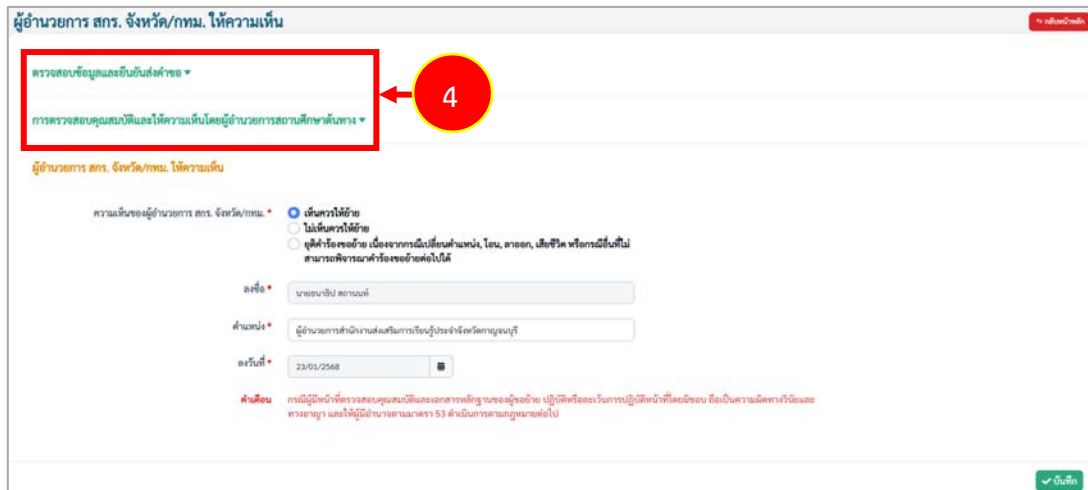 ผู้อำนวยการ สกร. จังหวัด/กทม. ให้ความเห็น
กลับหน้าหลัก
ตรวจสอบข้อมูลและยืนยันส่งคำขอ
4
การตรวจสอบคุณสมบัติและให้ความเห็นโดยผู้อำนวยการสถานศึกษาต้นทาง
ผู้อำนวยการ สกร. จังหวัด/กทม. ให้ความเห็น
ความเห็นของผู้อำนวยการ สกร. จังหวัด/กทม. * เห็นควรให้ย้าย
ไม่เห็นควรให้ย้าย
ยุติคำร้องขอย้าย เนื่องจากกรณีเปลี่ยนตำแหน่ง, โอน, ลาออก, เสียชีวิต หรือกรณีอื่นที่ไม่
สามารถพิจารณาคำร้องขอย้ายต่อไปได้
ลงชื่อ * นายธนาธิป สถานนท์
ตำแหน่ง * ผู้อำนวยการสำนักงานส่งเสริมการเรียนรู้ประจำจังหวัดกาญจนบุรี
ลงวันที่ * 23/01/2568
คำเตือน กรณีผู้มีหน้าที่ตรวจสอบคุณสมบัติและเอกสารหลักฐานของผู้ขอย้าย ปฏิบัติหรือละเว้นการปฏิบัติหน้าที่โดยมิชอบ ถือเป็นความผิดทางวินัยและ
ทางอาญา และให้ผู้มีอำนาจตามมาตรา 53 ดำเนินการตามกฎหมายต่อไป
บันทึก